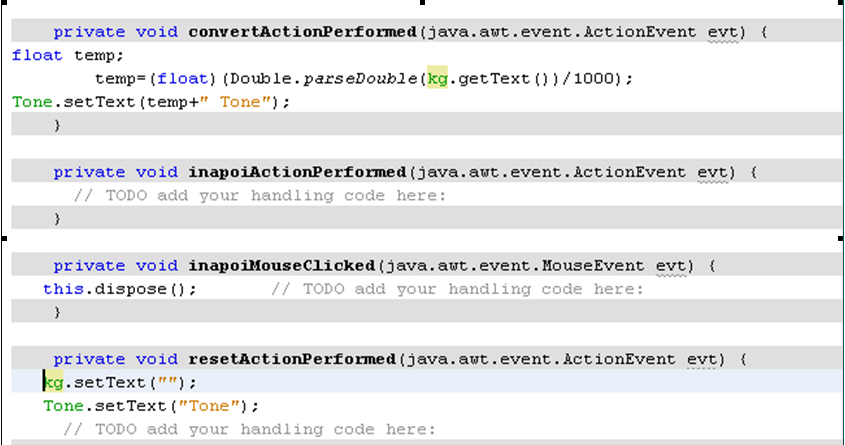 private void convertActionPerformed(java.awt.event.ActionEvent evt) {
float temp;
temp=(float)(Double.parseDouble(kg.getText())/1000);
Tone.setText(temp+" Tone");
}
private void inapoiActionPerformed(java.awt.event.ActionEvent evt) {
// TODO add your handling code here:
}
private void inapoiMouseClicked(java.awt.event.MouseEvent evt) {
this.dispose(); // TODO add your handling code here:
}
private void resetActionPerformed(java.awt.event.ActionEvent evt) {
kg.setText("");
Tone.setText("Tone");
// TODO add your handling code here: